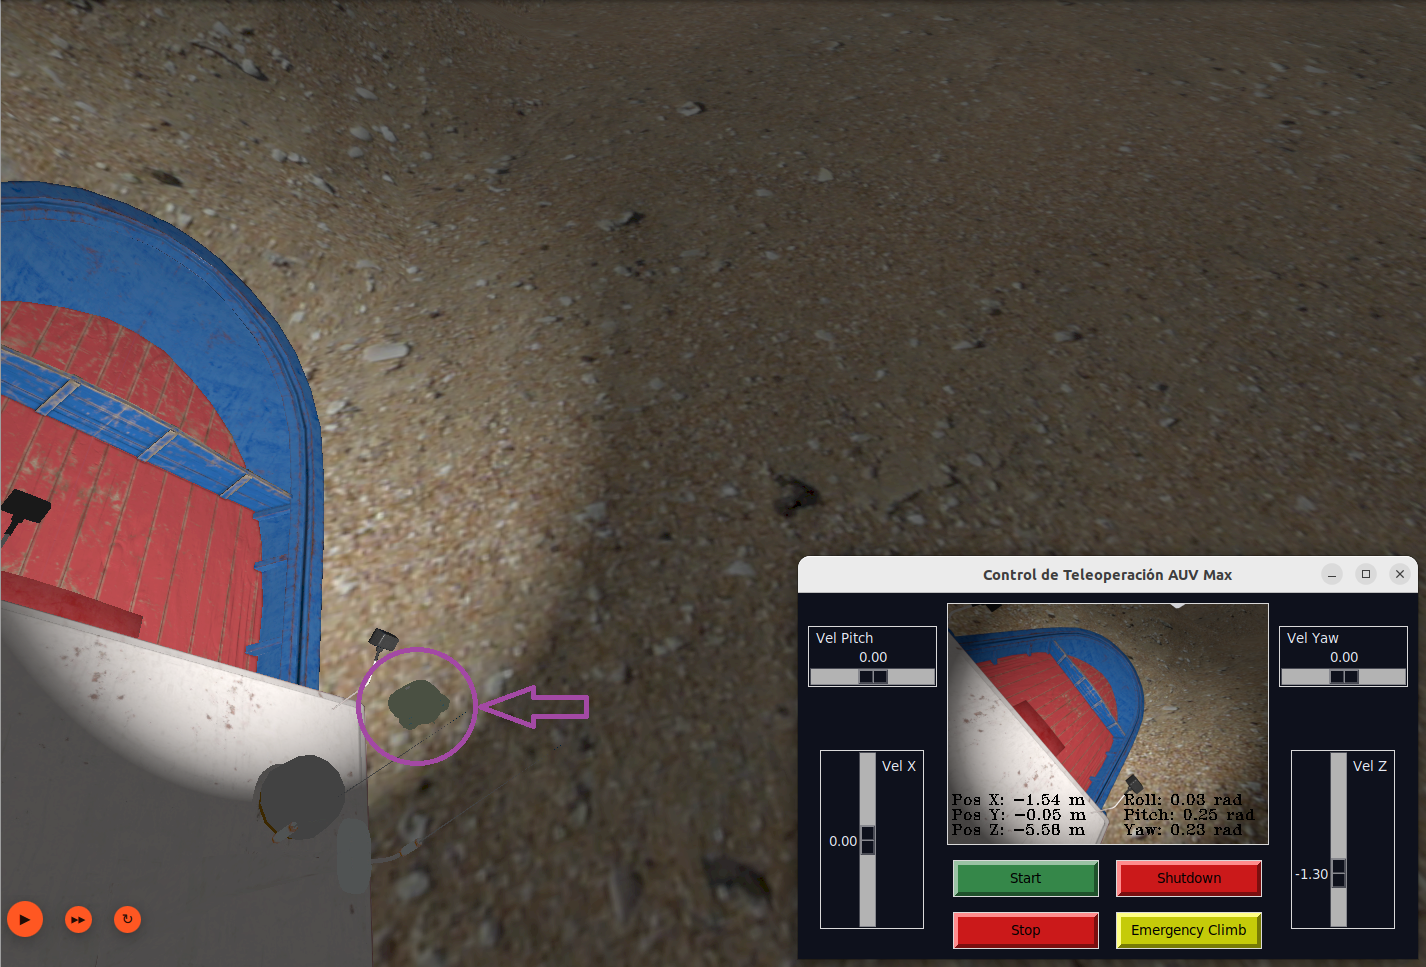 Control de Teleoperación AUV Max
Vel Pitch
0.00
Vel Yaw
0.00
Vel X
0.00
Vel Z
-1.30
Pos X: −1.54 m
Roll: 0.03 rad
Pos Y: −0.05 m
Pitch: 0.25 rad
Pos Z: −5.58 m
Yaw: 0.23 rad
Start
Shutdown
Stop
Emergency Climb